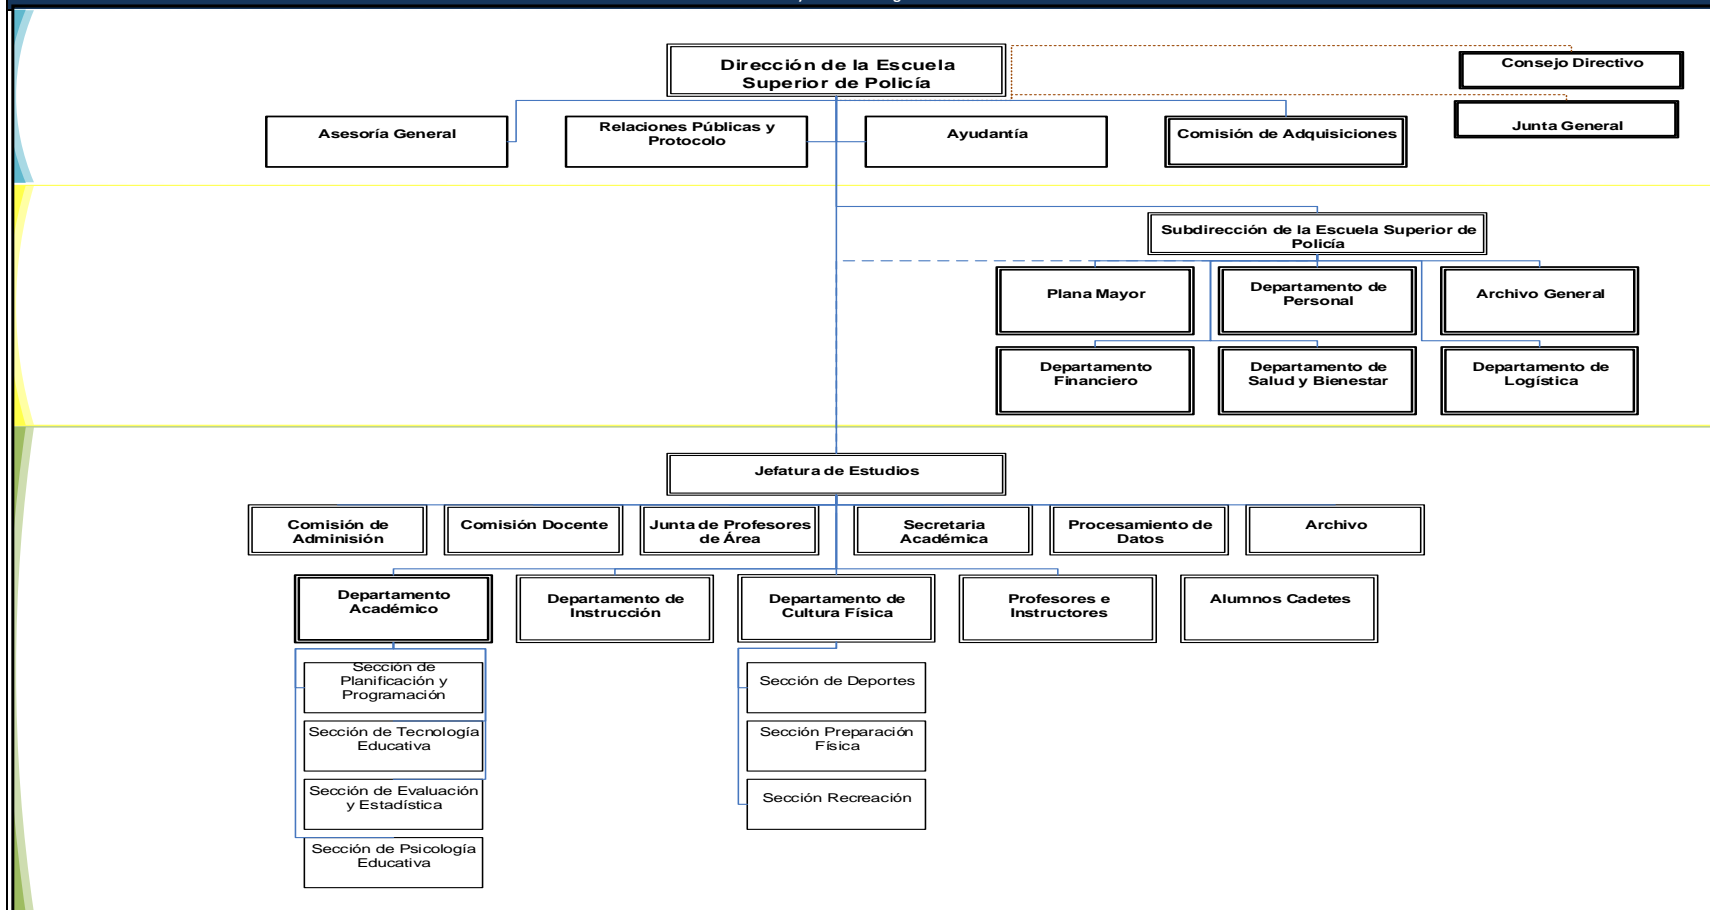 Dirección de la Escuela
Superior de Policía
Consejo Directivo
Junta General
Asesoría General
Relaciones Públicas y
Protocolo
Ayudantía
Comisión de Adquisiciones
Subdirección de la Escuela Superior de
Policía
Plana Mayor
Departamento de
Personal
Archivo General
Departamento
Financiero
Departamento de
Salud y Bienestar
Departamento de
Logística
Jefatura de Estudios
Comisión de
Adminisión
Comisión Docente
Junta de Profesores
de Área
Secretaria
Académica
Procesamiento de
Datos
Archivo
Departamento
Académico
Departamento de
Instrucción
Departamento de
Cultura Física
Profesores e
Instructores
Alumnos Cadetes
Sección de
Planificación y
Programación
Sección de Tecnología
Educativa
Sección de Evaluación
y Estadística
Sección de Psicología
Educativa
Sección de Deportes
Sección Preparación
Física
Sección Recreación